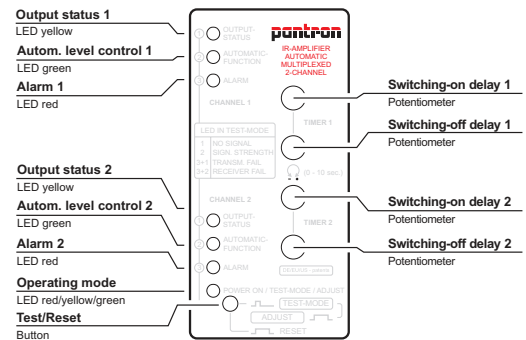 Output status 1
LED yellow
Autom. level control 1
LED green
Alarm 1
LED red
Output status 2
LED yellow
Autom. level control 2
LED green
Alarm 2
LED red
Operating mode
LED red/yellow/green
Test/Reset
Button
pantron
IR-AMPLIFIER
AUTOMATIC
MULTIPLEXED
2-CHANNEL
1 OUTPUT-
STATUS
2 AUTOMATIC-
FUNCTION
3 ALARM
CHANNEL 1
TIMER 1
LED IN TEST-MODE
1 NO SIGNAL
2 SIGN. STRENGTH
3+1 TRANSM. FAIL.
3+2 RECEIVER FAIL.
(0 - 10 sec.)
CHANNEL 2
1 OUTPUT-
STATUS
TIMER 2
2 AUTOMATIC-
FUNCTION
3 ALARM
POWER ON / TEST-MODE / ADJUST
TEST-MODE
ADJUST
RESET
Switching-on delay 1
Potentiometer
Switching-off delay 1
Potentiometer
Switching-on delay 2
Potentiometer
Switching-off delay 2
Potentiometer